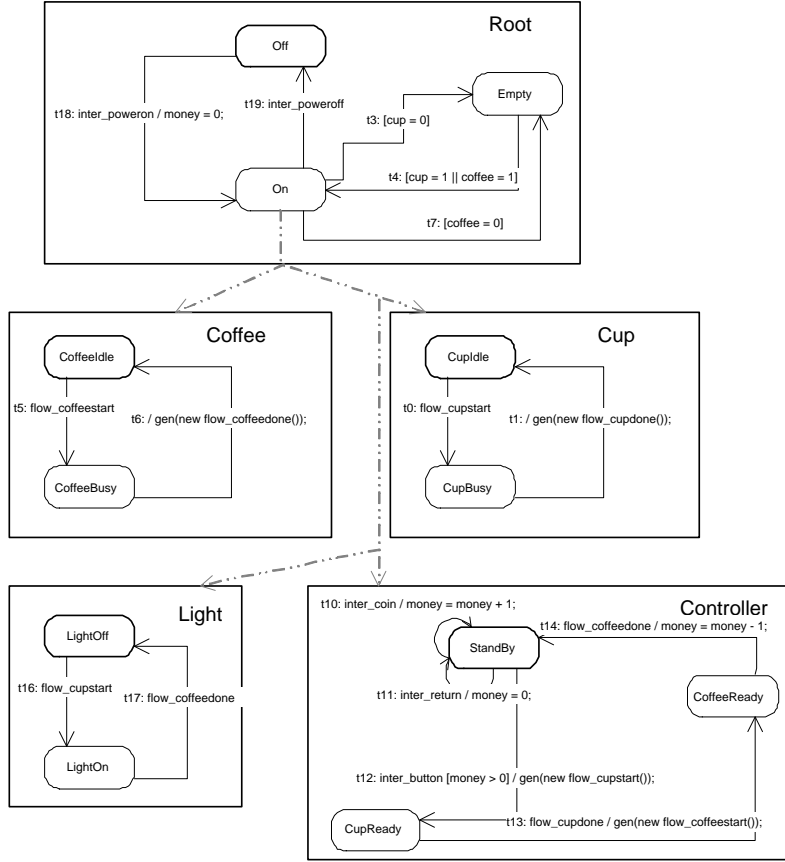 Root
Off
Empty
t18: inter_poweron / money = 0;
t19: inter_poweroff
t3: [cup = 0]
t4: [cup = 1 || coffee = 1]
On
t7: [coffee = 0]
Coffee
CoffeeIdle
t5: flow_coffeestart
t6: / gen(new flow_coffeedone());
CoffeeBusy
Cup
CupIdle
t0: flow_cupstart
t1: / gen(new flow_cupdone());
CupBusy
Light
LightOff
t16: flow_cupstart
t17: flow_coffeedone
LightOn
Controller
t10: inter_coin / money = money + 1;
t14: flow_coffeedone / money = money - 1;
StandBy
t11: inter_return / money = 0;
CoffeeReady
t12: inter_button [money > 0] / gen(new flow_cupstart());
t13: flow_cupdone / gen(new flow_coffeestart());
CupReady